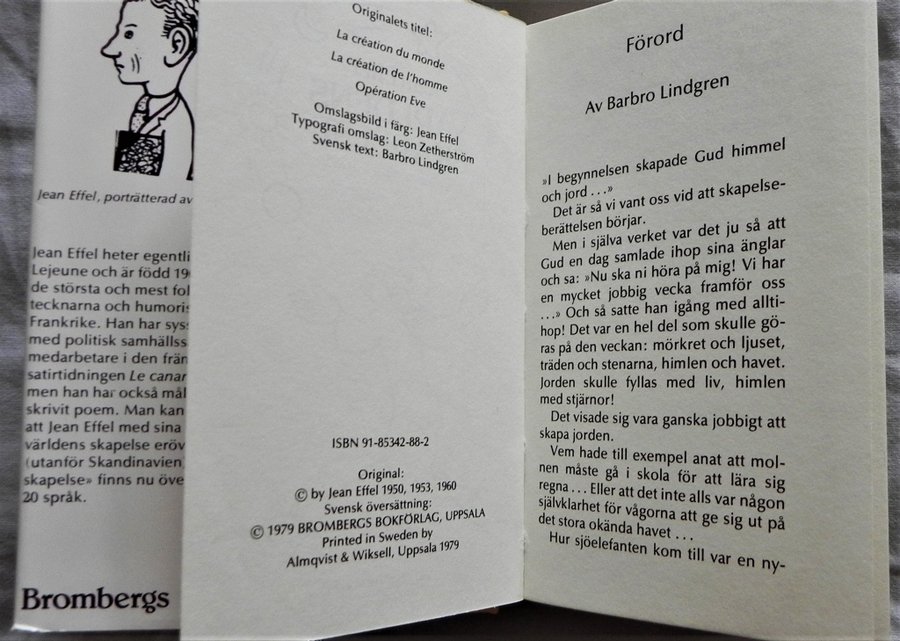 Jean Effel, porträtterad av
Jean Effel heter egentli
Lejeune och är född 19
de största och mest fol
tecknarna och humoris
Frankrike. Han har sys
med politisk samhällss
medarbetare i den frän
satirtidningen Le canar
men han har också mål
skrivit poem. Man kan
att Jean Effel med sina
världens skapelse eröv
(utanför Skandinavien
skapelse» finns nu öve
20 språk.
Brombergs
Originalets titel:
La création du monde
La création de l'homme
Opération Eve
Omslagsbild i färg: Jean Effel
Typografi omslag: Leon Zetherström
Svensk text: Barbro Lindgren
ISBN 91-85342-88-2
Original:
© by Jean Effel 1950, 1953, 1960
Svensk översättning:
© 1979 BROMBERGS BOKFÖRLAG, UPPSALA
Printed in Sweden by
Almqvist & Wiksell, Uppsala 1979
Förord
Av Barbro Lindgren
»I begynnelsen skapade Gud himmel
och jord ...»
Det är så vi vant oss vid att skapelse-
berättelsen börjar.
Men i själva verket var det ju så att
Gud en dag samlade ihop sina änglar
och sa: »Nu ska ni höra på mig! Vi har
en mycket jobbig vecka framför oss
...» Och så satte han igång med allti-
hop! Det var en hel del som skulle gö-
ras på den veckan: mörkret och ljuset,
träden och stenarna, himlen och havet.
Jorden skulle fyllas med liv, himlen
med stjärnor!
Det visade sig vara ganska jobbigt att
skapa jorden.
Vem hade till exempel anat att mol-
nen måste gå i skola för att lära sig
regna ... Eller att det inte alls var någon
självklarhet för vågorna att ge sig ut på
det stora okända havet ...
Hur sjöelefanten kom till var en ny-